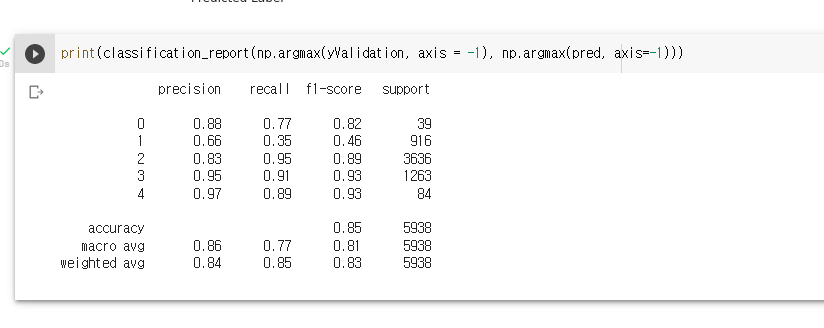 Predicted Label
print(classification_report(np.argmax(yValidation, axis = -1), np.argmax(pred, axis=-1)))
0s
precision recall f1-score support
0 0.88 0.77 0.82 39
1 0.66 0.35 0.46 916
2 0.83 0.95 0.89 3636
3 0.95 0.91 0.93 1263
4 0.97 0.89 0.93 84
accuracy 0.85 5938
macro avg 0.86 0.77 0.81 5938
weighted avg 0.84 0.85 0.83 5938